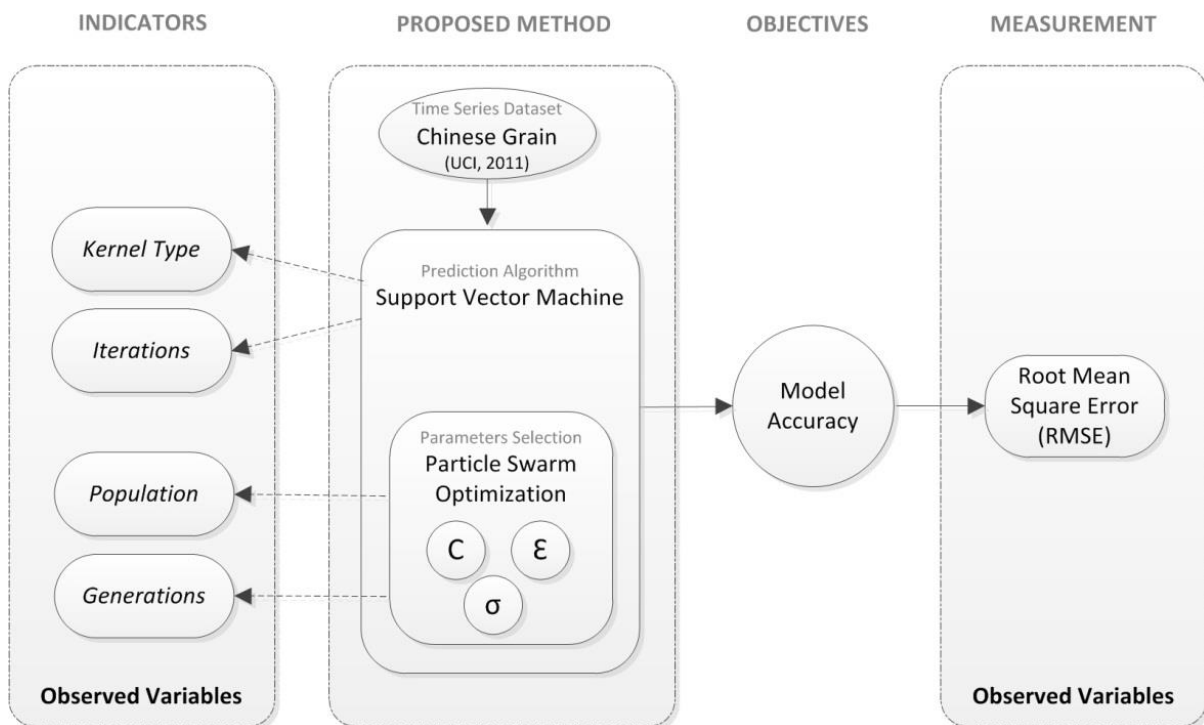 INDICATORS
PROPOSED METHOD
OBJECTIVES
MEASUREMENT
Kernel Type
Iterations
Population
Generations
Observed Variables
Time Series Dataset
Chinese Grain
(UCI, 2011)
Prediction Algorithm
Support Vector Machine
Parameters Selection
Particle Swarm
Optimization
C
Ɛ
σ
Model
Accuracy
Root Mean
Square Error
(RMSE)
Observed Variables